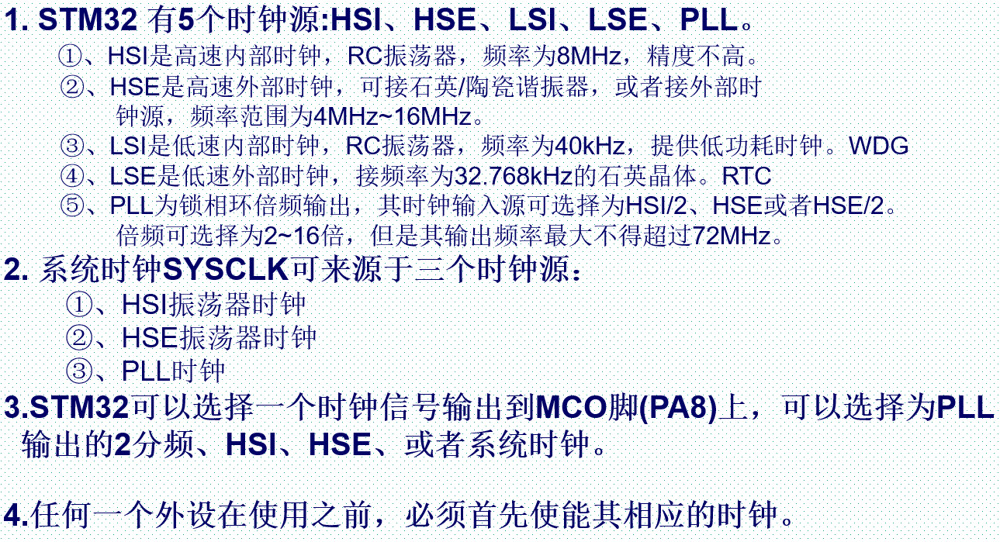 1. STM32 有5个时钟源:HSI、HSE、LSI、LSE、PLL。
①、HSI是高速内部时钟，RC振荡器，频率为8MHz，精度不高。
②、HSE是高速外部时钟，可接石英/陶瓷谐振器，或者接外部时
钟源，频率范围为4MHz~16MHz。
③、LSI是低速内部时钟，RC振荡器，频率为40kHz，提供低功耗时钟。WDG
④、LSE是低速外部时钟，接频率为32.768kHz的石英晶体。RTC
⑤、PLL为锁相环倍频输出，其时钟输入源可选择为HSI/2、HSE或者HSE/2。
倍频可选择为2~16倍，但是其输出频率最大不得超过72MHz。
2. 系统时钟SYSCLK可来源于三个时钟源：
①、HSI振荡器时钟
②、HSE振荡器时钟
③、PLL时钟
3.STM32可以选择一个时钟信号输出到MCO脚(PA8)上，可以选择为PLL
输出的2分频、HSI、HSE、或者系统时钟。
4.任何一个外设在使用之前，必须首先使能其相应的时钟。